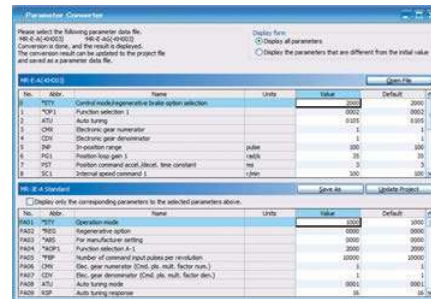 Parameter Converter
Please select the following parameter data file.
MR-E-A(-KH003) MR-E-AG(-KH003)
Conversion is done, and the result is displayed.
The conversion result can be updated to the project file
and saved as a parameter data file.
Display form
Display all parameters
Display the parameters that are different from the initial value
MR-E-A(-KH003)
Open File
No. Abbr. Name Units Value Default
0 *STY Control mode/regenerative brake option selection 2000 2000
1 *OP1 Function selection 1 0002 0002
2 ATU Auto tuning 0105 0105
3 CMX Electronic gear numerator 1 1
4 CDV Electronic gear denominator 1 1
5 INP In-position range pulse 100 100
6 PG1 Position loop gain 1 rad/s 35 35
7 PST Position command accel./decel. time constant ms 3 3
8 SC1 Internal speed command 1 r/min 100 100
MR-JE-A Standard
Save As
Update Project
Display only the corresponding parameters to the selected parameters above.
No. Abbr. Name Units Value Default
PA01 *STY Operation mode 1000 1000
PA02 *REG Regenerative option 0000 0000
PA03 *ABS For manufacturer setting 0000 0000
PA04 *AOP1 Function selection A-1 2000 2000
PA05 *FBP Number of command input pulses per revolution 10000 10000
PA06 CMX Elec. gear numerator (Cmd. pls. mult. factor num.) 1 1
PA07 CDV Elec. gear denominator (Cmd. pls. mult. factor den.) 1 1
PA08 ATU Auto tuning mode 0001 0001
PA09 RSP Auto tuning response 16 16